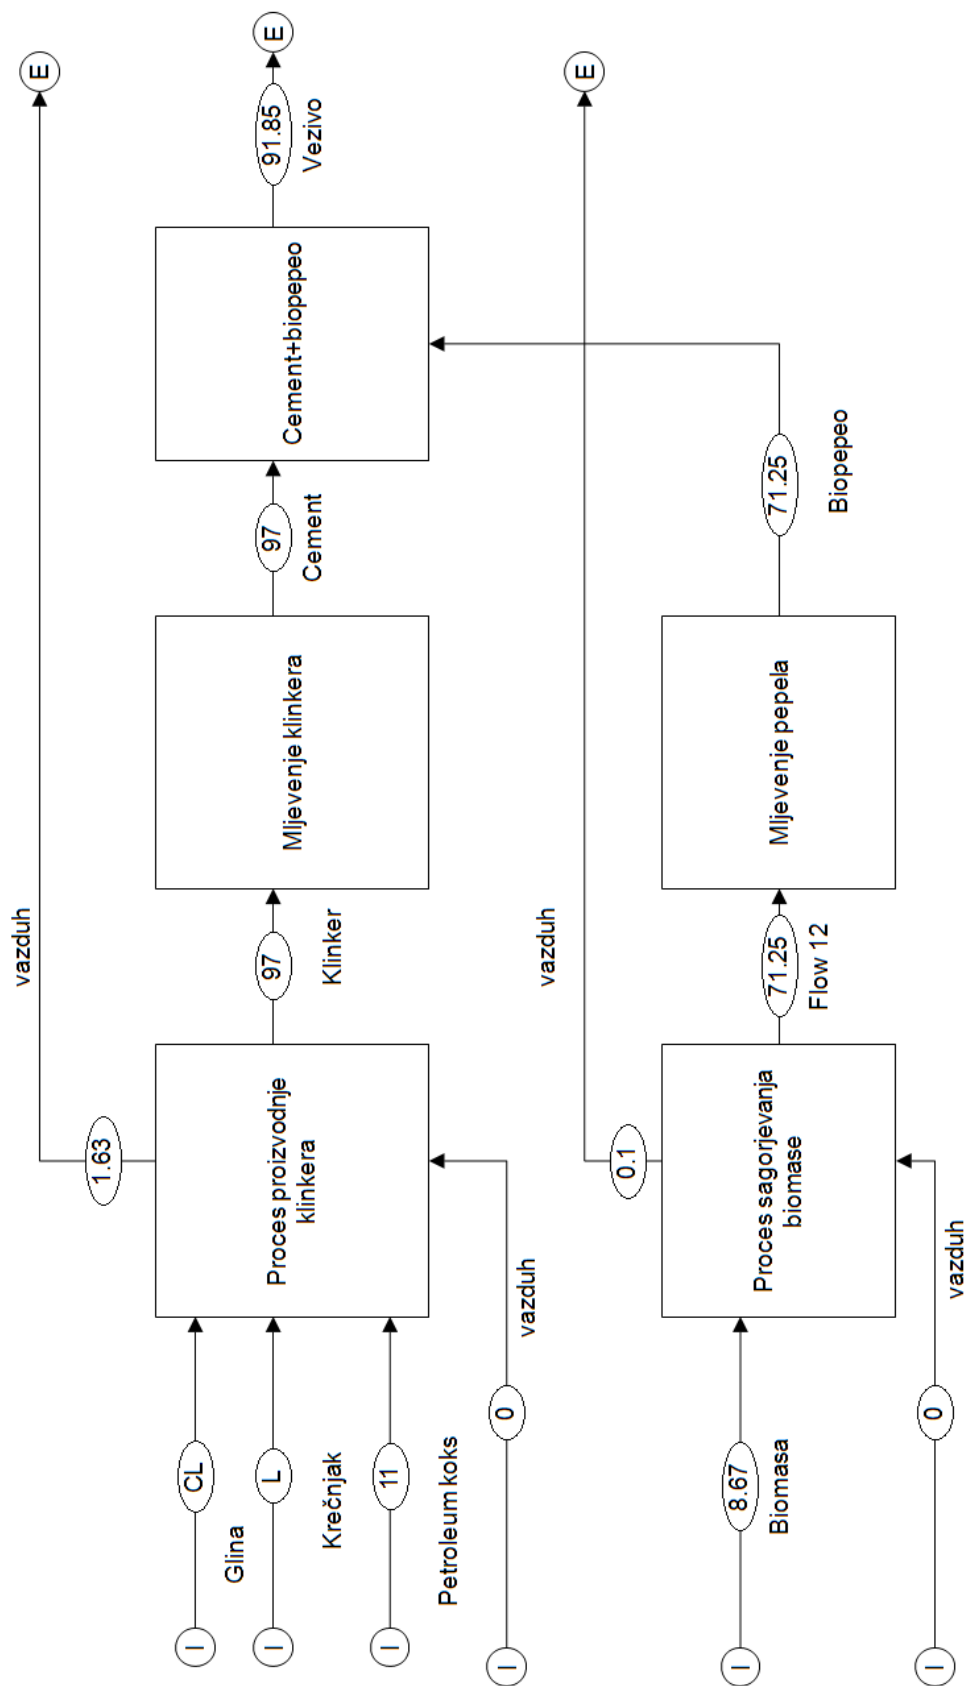 vazduh
E
I
CL
Glina
I
L
Krečnjak
I
11
Petroleum koks
I
0
vazduh
Proces proizvodnje
klinkera
1.63
97
Klinker
Mljevenje klinkera
97
Cement
Cement+biopepeo
91.85
Vezivo
E
vazduh
E
I
8.67
Biomasa
I
0
vazduh
Proces sagorjevanja
biomase
0.1
71.25
Flow 12
Mljevenje pepela
71.25
Biopepeo